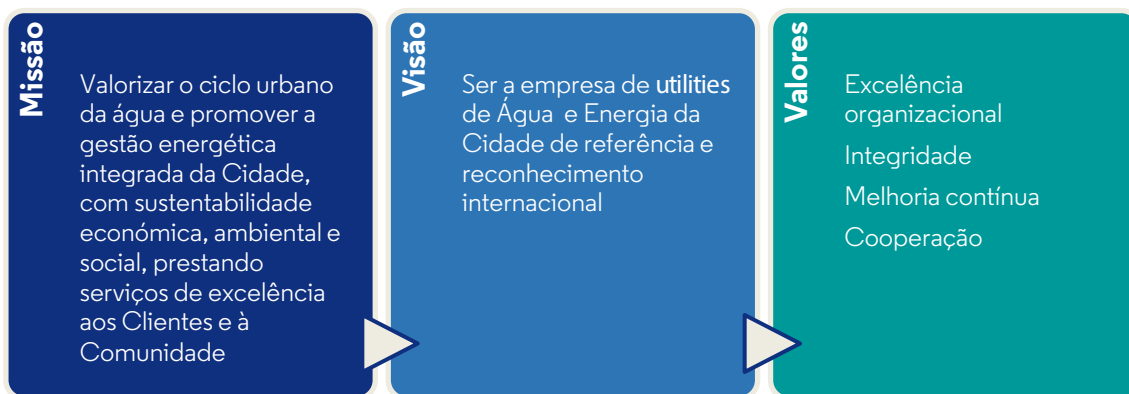 Missão
Valorizar o ciclo urbano
da água e promover a
gestão energética
integrada da Cidade,
com sustentabilidade
económica, ambiental e
social, prestando
serviços de excelência
aos Clientes e à
Comunidade
Visão
Ser a empresa de utilities
de Água e Energia da
Cidade de referência e
reconhecimento
internacional
Valores
Excelência
organizacional
Integridade
Melhoria contínua
Cooperação